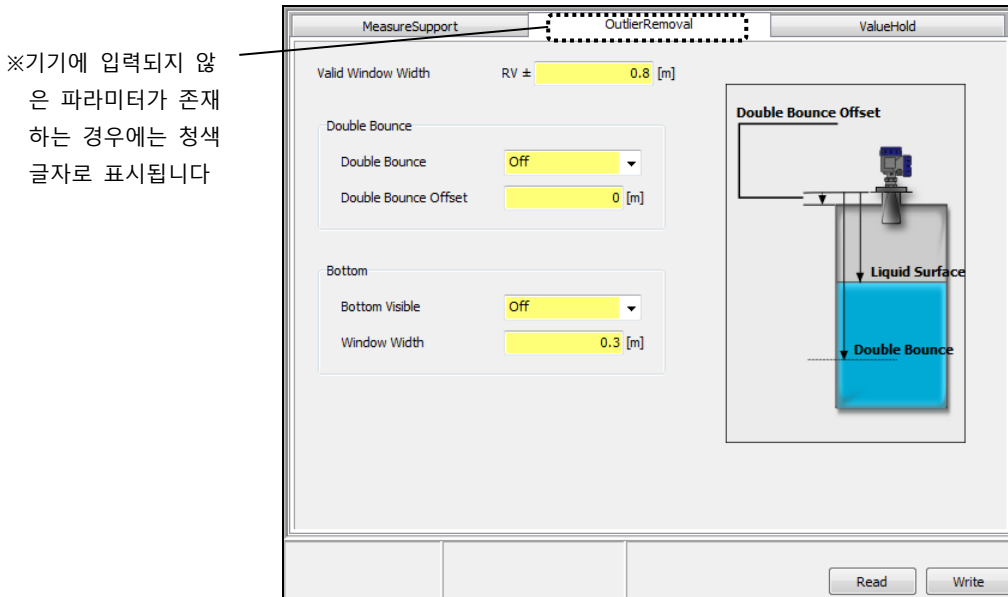 ※기기에 입력되지 않
은 파라미터가 존재
하는 경우에는 청색
글자로 표시됩니다
MeasureSupport OutlierRemoval ValueHold
Valid Window Width RV ± 0.8 [m]
Double Bounce
Double Bounce Off
Double Bounce Offset 0 [m]
Bottom
Bottom Visible Off
Window Width 0.3 [m]
Double Bounce Offset
Liquid Surface
Double Bounce
Read Write